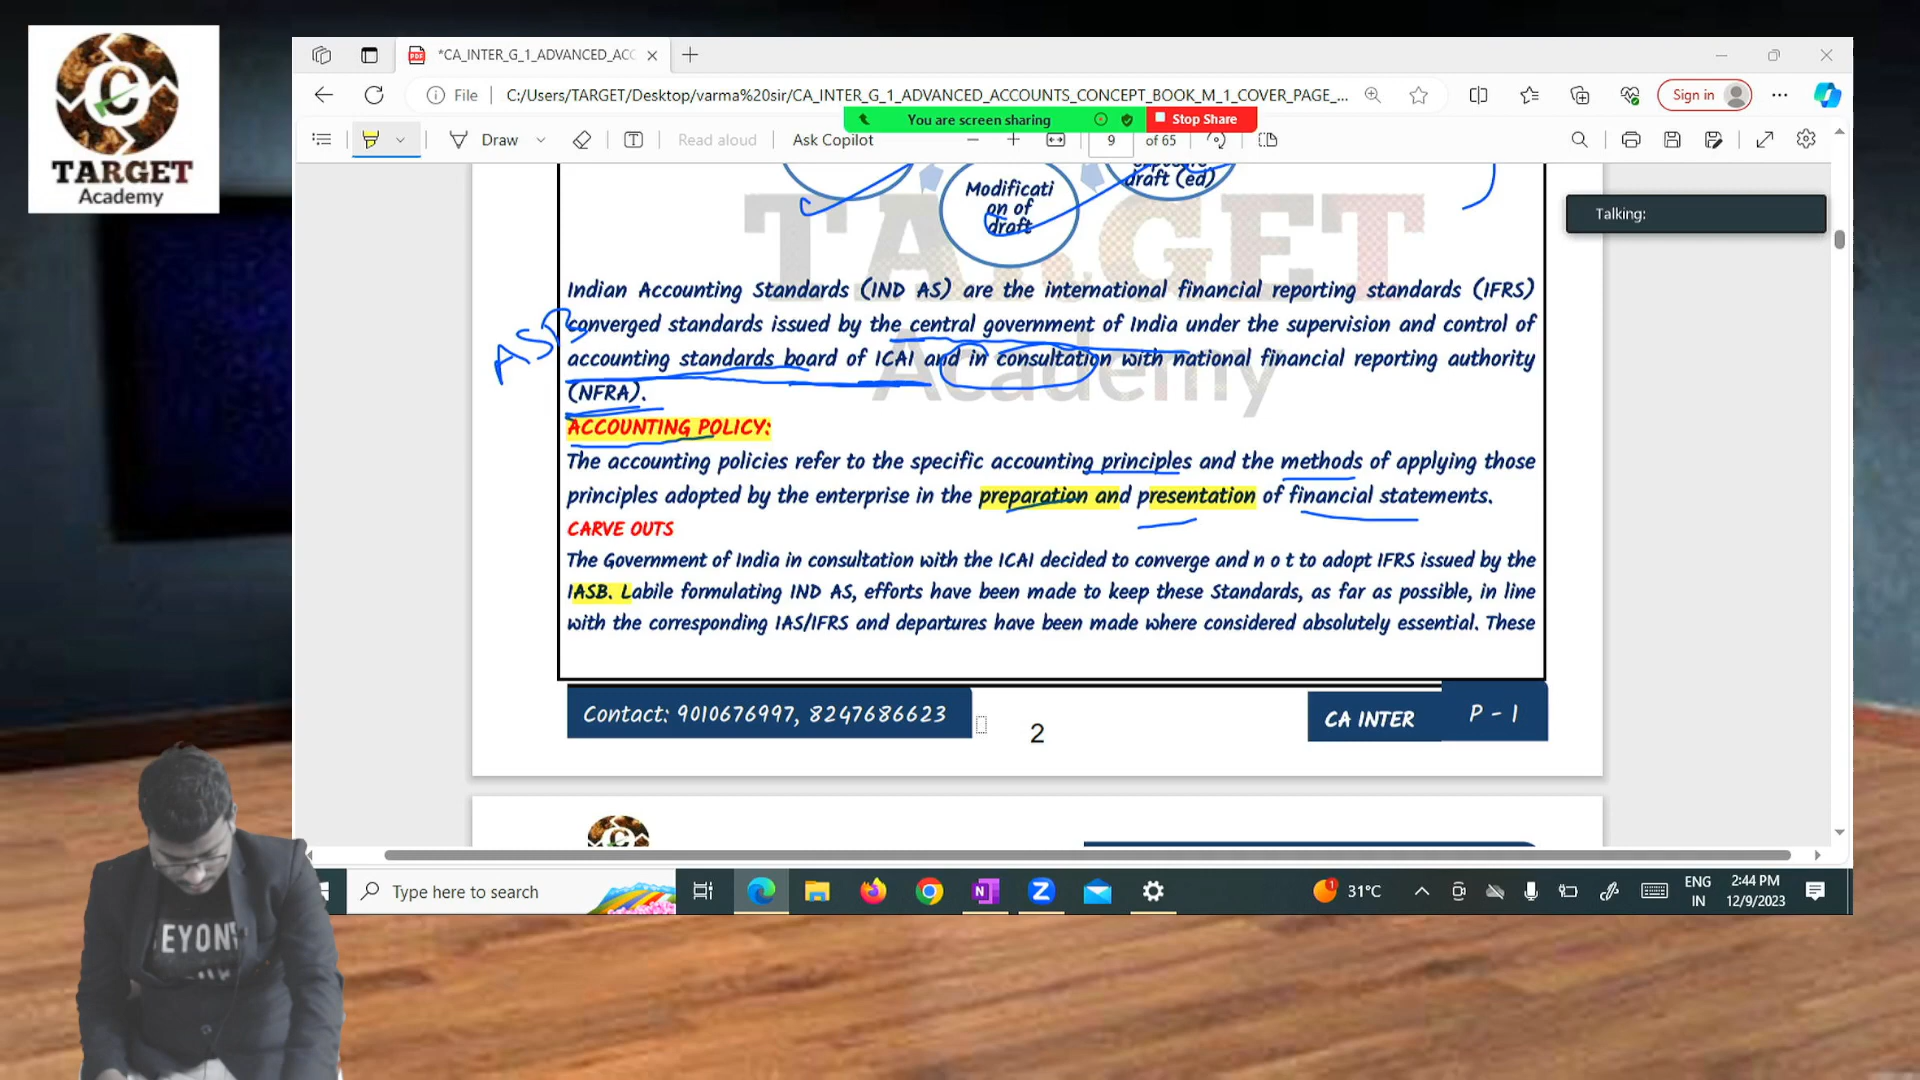 TARGET
Academy
*CA_INTER_G_1_ADVANCED_ACC
File
C:/Users/TARGET/Desktop/varma%20sir/CA_INTER_G_1_ADVANCED_ACCOUNTS_CONCEPT_BOOK_M_1_COVER_PAGE_...
Sign in
You are screen sharing
Stop Share
Draw
Read aloud
Ask Copilot
9
of 65
Talking:
draft (ed)
Modificati
on of
draft
TARGET
Academy
Indian Accounting Standards (IND AS) are the international financial reporting standards (IFRS)
converged standards issued by the central government of India under the supervision and control of
accounting standards board of ICAI and in consultation with national financial reporting authority
(NFRA).
ASB
ACCOUNTING POLICY:
The accounting policies refer to the specific accounting principles and the methods of applying those
principles adopted by the enterprise in the preparation and presentation of financial statements.
CARVE OUTS
The Government of India in consultation with the ICAI decided to converge and n o t to adopt IFRS issued by the
IASB. Labile formulating IND AS, efforts have been made to keep these Standards, as far as possible, in line
with the corresponding IAS/IFRS and departures have been made where considered absolutely essential. These
Contact: 9010676997, 8247686623
2
CA INTER
P - 1
Type here to search
31°C
ENG
IN
2:44 PM
12/9/2023